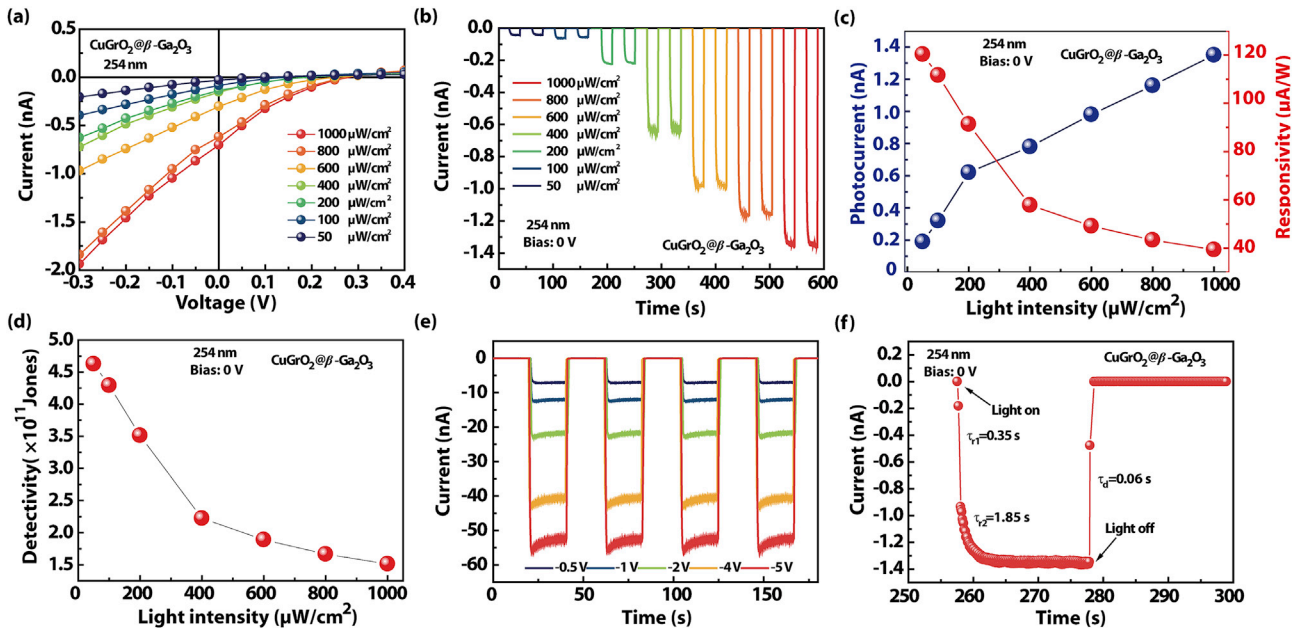 (a)
CuGrO₂@β-Ga₂O₃
254 nm
Current (nA)
0.5
0.0
-0.5
-1.0
-1.5
-2.0
1000 μW/cm²
800 μW/cm²
600 μW/cm²
400 μW/cm²
200 μW/cm²
100 μW/cm²
50 μW/cm²
-0.3 -0.2 -0.1 0.0 0.1 0.2 0.3 0.4
Voltage (V)
(b)
Current (nA)
0.0
-0.2
-0.4
-0.6
-0.8
-1.0
-1.2
-1.4
1000μW/cm²
800 μW/cm²
600 μW/cm²
400 μW/cm²
200 μW/cm²
100 μW/cm²
50 μW/cm²
254 nm
Bias: 0 V
CuGrO₂@β-Ga₂O₃
0 100 200 300 400 500 600
Time (s)
(c)
254 nm
Bias: 0 V
CuGrO₂@β-Ga₂O₃
Photocurrent (nA)
1.4
1.2
1.0
0.8
0.6
0.4
0.2
0
Responsivity (μA/W)
120
100
80
60
40
0 200 400 600 800 1000
Light intensity (μW/cm²)
(d)
254 nm
Bias: 0 V
CuGrO₂@β-Ga₂O₃
Detectivity( ×10¹¹Jones)
5.0
4.5
4.0
3.5
4.0
2.5
2.0
1.5
0 200 400 600 800 1000
Light intensity (μW/cm²)
(e)
Current (nA)
0
-10
-20
-30
-40
-50
-60
-0.5V -1 V -2 V -4 V -5 V
0 50 100 150
Time (s)
(f)
254 nm
Bias: 0 V
CuGrO₂@β-Ga₂O₃
Light on
τr1=0.35 s
τd=0.06 s
τr2=1.85 s
Light off
Current (nA)
0.2
0.0
-0.2
-0.4
-0.6
-0.8
-1.0
-1.2
-1.4
250 260 270 280 290 300
Time (s)